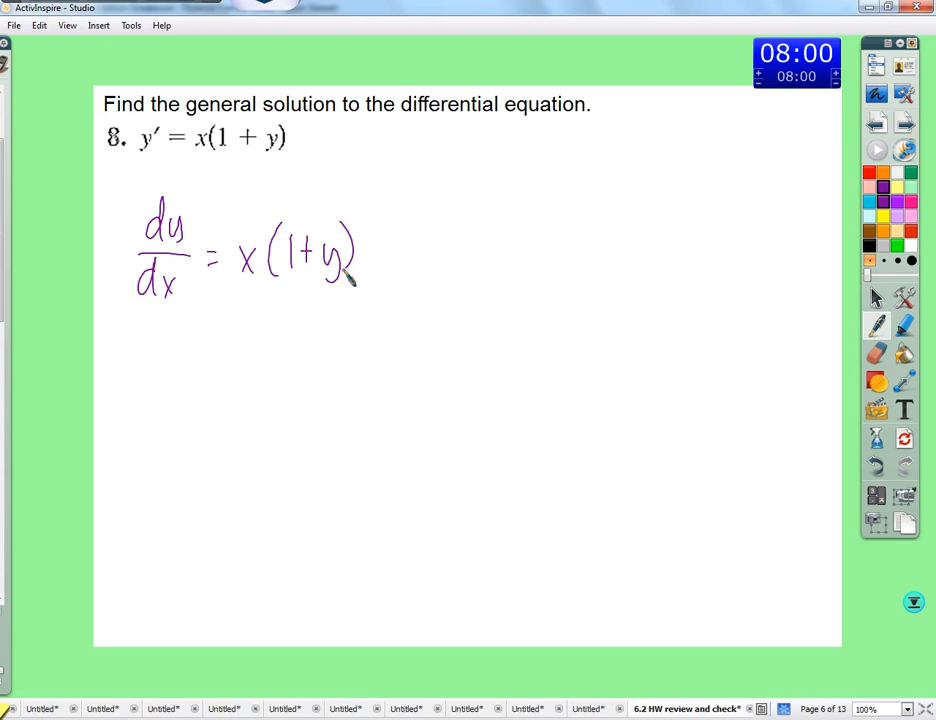 ActivInspire - Studio
File Edit View Insert Tools Help
08:00
08:00
Find the general solution to the differential equation.
8. y′ = x(1 + y)
dy
dx
= x(1+y)
Untitled* Untitled* Untitled* Untitled* Untitled* Untitled* Untitled* Untitled* Untitled* Untitled* 6.2 HW review and check* Page 6 of 13 100%